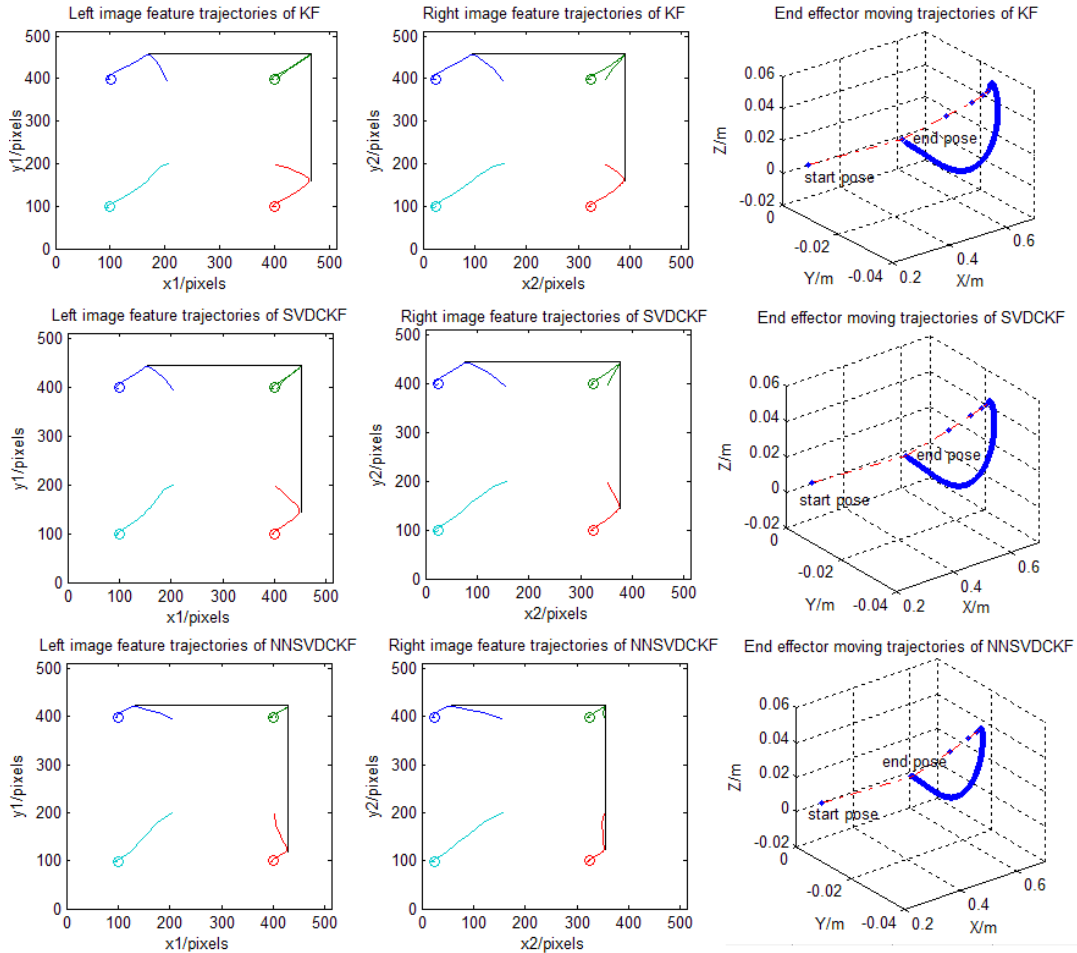 Left image feature trajectories of KF
Right image feature trajectories of KF
End effector moving trajectories of KF
y1/pixels
500
400
300
200
100
0
0 100 200 300 400 500
x1/pixels
y2/pixels
500
400
300
200
100
0
0 100 200 300 400 500
x2/pixels
Z/m
0.06
0.04
0.02
0
-0.02
end pose
start pose
0
-0.02
-0.04
Y/m
0.2
0.4
0.6
X/m
Left image feature trajectories of SVDCKF
Right image feature trajectories of SVDCKF
End effector moving trajectories of SVDCKF
y1/pixels
500
400
300
200
100
0
0 100 200 300 400 500
x1/pixels
y2/pixels
500
400
300
200
100
0
0 100 200 300 400 500
x2/pixels
Z/m
0.06
0.04
0.02
0
-0.02
end pose
start pose
0
-0.02
-0.04
Y/m
0.2
0.4
0.6
X/m
Left image feature trajectories of NNSVDCKF
Right image feature trajectories of NNSVDCKF
End effector moving trajectories of NNSVDCKF
y1/pixels
500
400
300
200
100
0
0 100 200 300 400 500
x1/pixels
y2/pixels
500
400
300
200
100
0
0 100 200 300 400 500
x2/pixels
Z/m
0.06
0.04
0.02
0
-0.02
end pose
start pose
0
-0.02
-0.04
Y/m
0.2
0.4
0.6
X/m